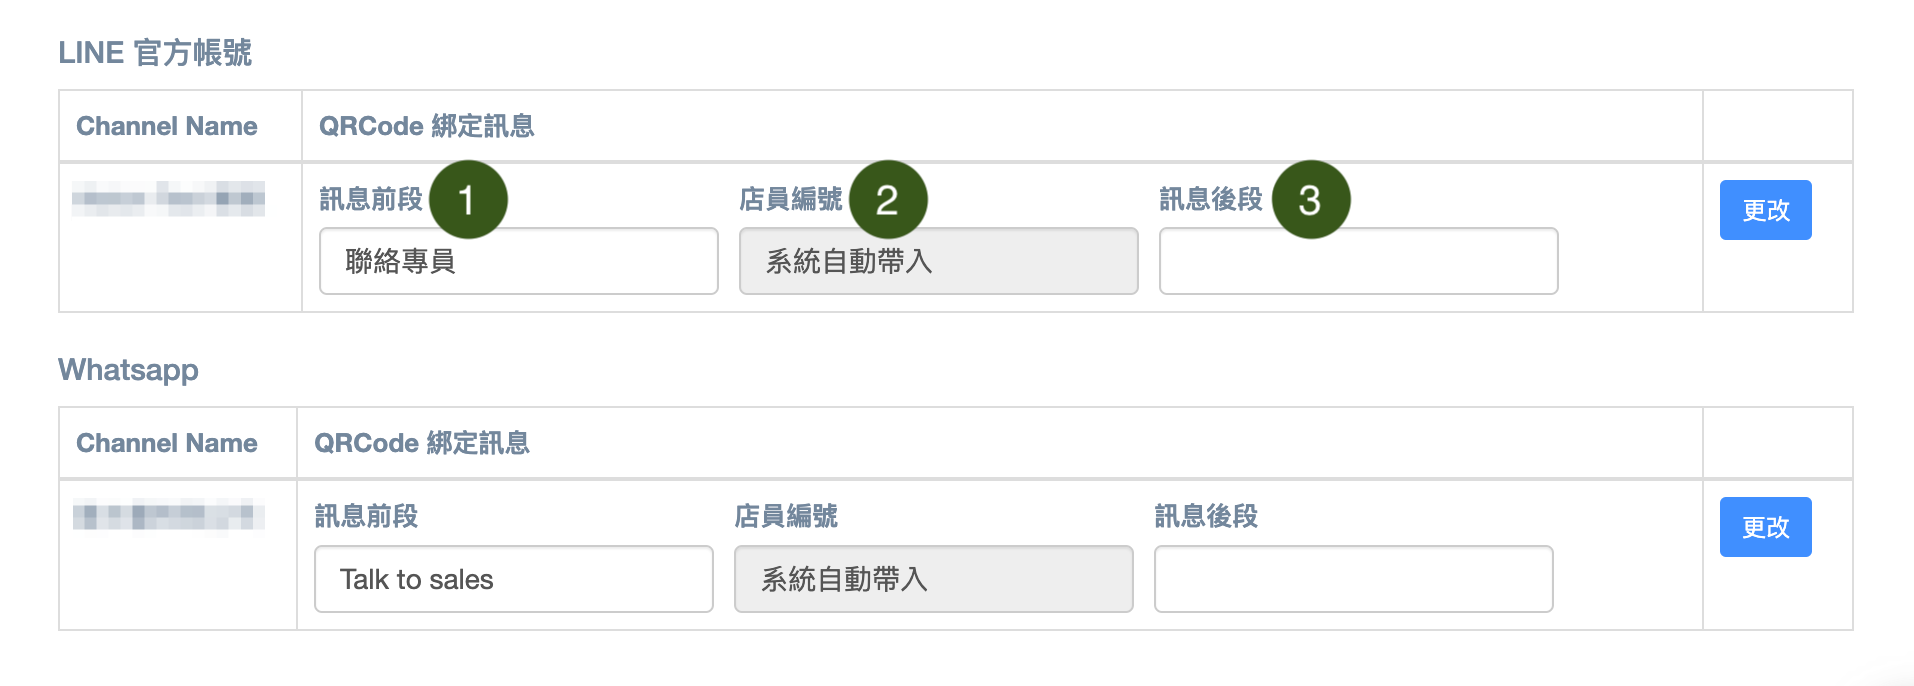 LINE 官方帳號
Channel Name QRCode 綁定訊息
訊息前段 1 店員編號 2 訊息後段 3
更改
聯絡專員 系統自動帶入
Whatsapp
Channel Name QRCode 綁定訊息
訊息前段 店員編號 訊息後段
更改
Talk to sales 系統自動帶入